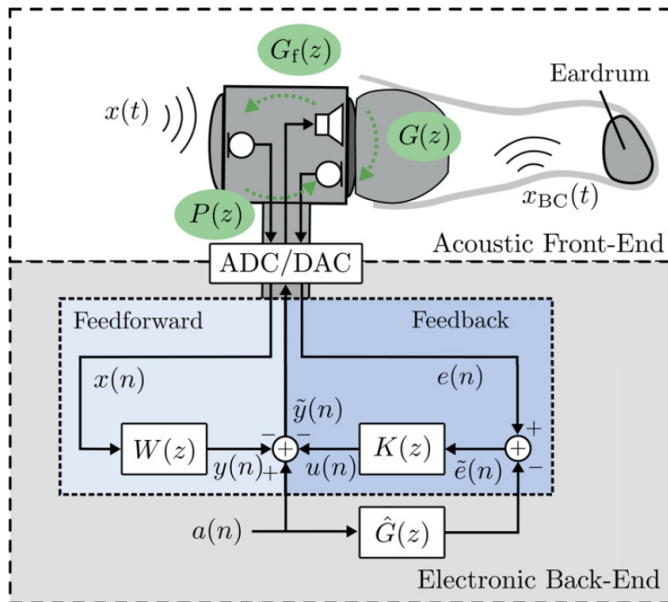 G_f(z)
x(t)
Eardrum
G(z)
x_BC(t)
P(z)
Acoustic Front-End
ADC/DAC
Feedforward
Feedback
x(n)
e(n)
ỹ(n)
− − +
W(z)
+
K(z)
+
y(n)
+
u(n)
ẽ(n)
−
a(n)
Ĝ(z)
Electronic Back-End